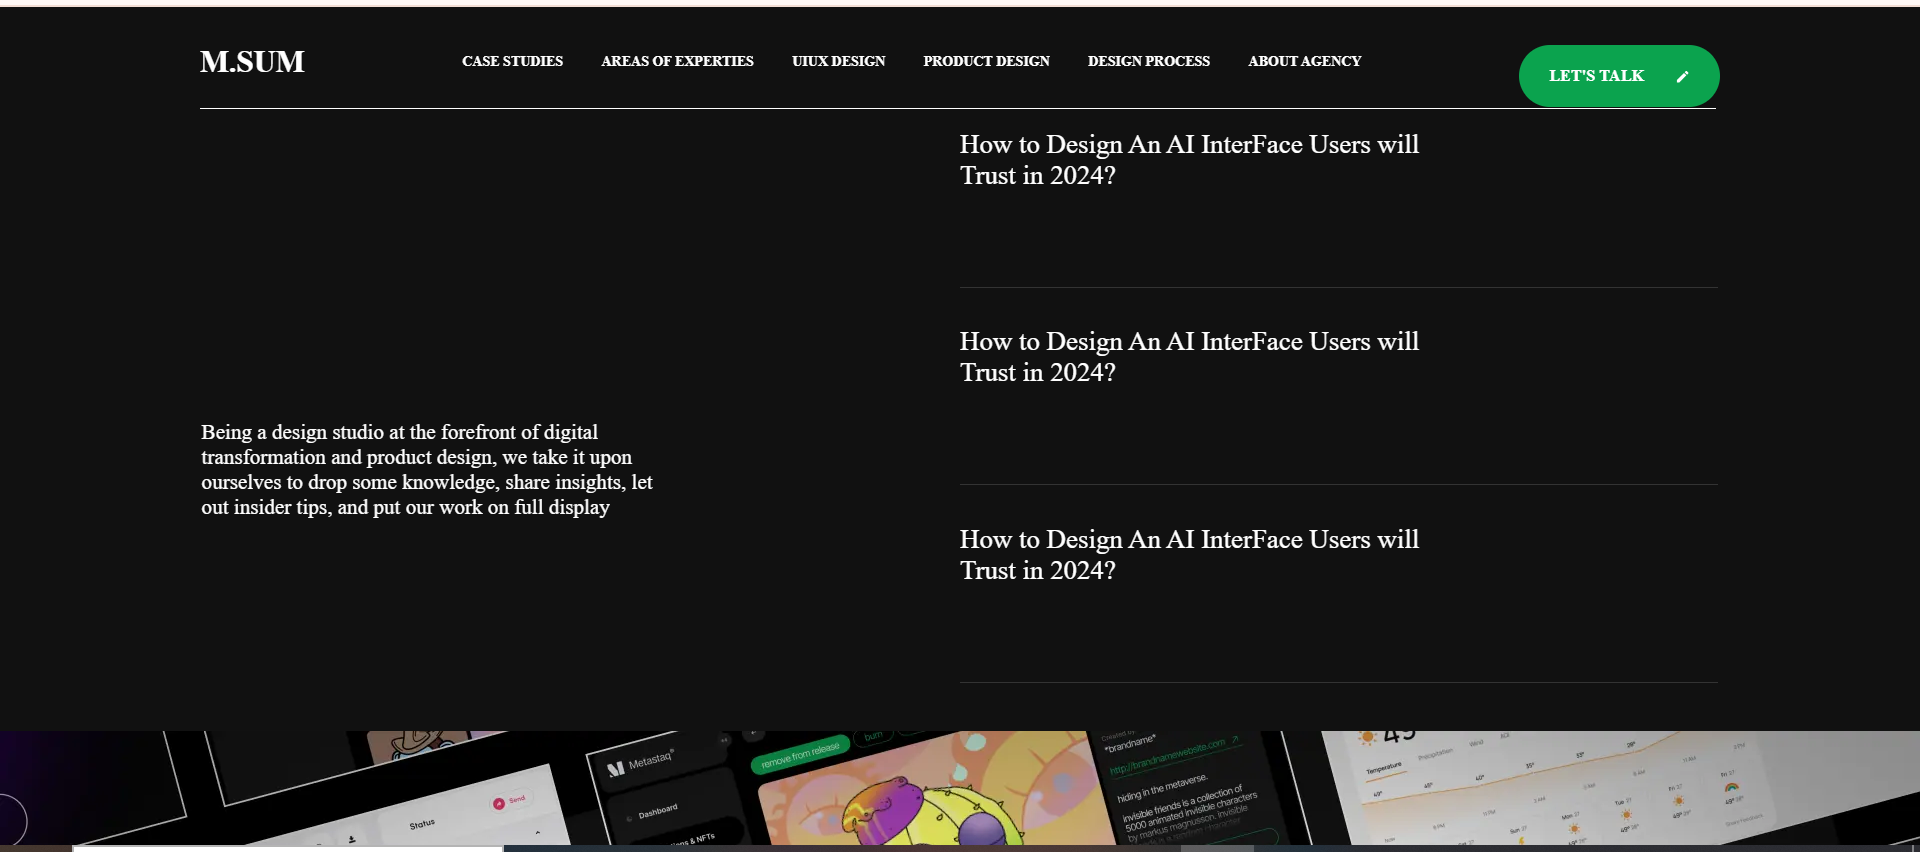 M.SUM
CASE STUDIES
AREAS OF EXPERTIES
UIUX DESIGN
PRODUCT DESIGN
DESIGN PROCESS
ABOUT AGENCY
LET'S TALK
How to Design An AI InterFace Users will
Trust in 2024?
How to Design An AI InterFace Users will
Trust in 2024?
Being a design studio at the forefront of digital
transformation and product design, we take it upon
ourselves to drop some knowledge, share insights, let
out insider tips, and put our work on full display
How to Design An AI InterFace Users will
Trust in 2024?
Send
Status
Metastaq
Dashboard
& NFTs
remove from release
burn
*brandname*
http://brandnamewebsite.com
hiding in the metaverse.
invisible friends is a collection of
5000 animated invisible characters
by markus magnusson. invisible
49°
Temperature
Precipitation
Wind